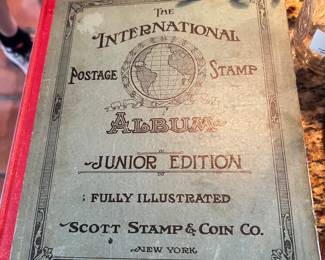 THE
INTERNATIONAL
POSTAGE STAMP
ALBUM
JUNIOR EDITION
FULLY ILLUSTRATED
SCOTT STAMP & COIN CO.
NEW YORK